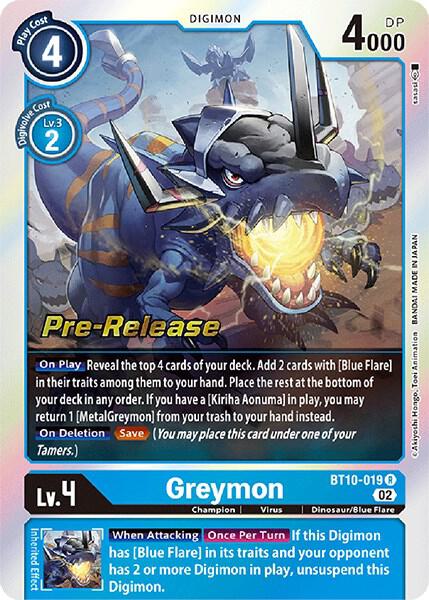 Play Cost
4
DIGIMON
DP
4000
Digivolve Cost
Lv.3
2
sasasi
Pre-Release
On Play Reveal the top 4 cards of your deck. Add 2 cards with [Blue Flare]
in their traits among them to your hand. Place the rest at the bottom of
your deck in any order. If you have a [Kiriha Aonuma] in play, you may
return 1 [MetalGreymon] from your trash to your hand instead.
On Deletion Save (You may place this card under one of your
Tamers.)
©Akiyoshi Hongo, Toei Animation BANDAI MADE IN JAPAN
BT10-019 R
Lv.4 Greymon 02
Champion Virus Dinosaur/Blue Flare
Inherited Effect
When Attacking Once Per Turn If this Digimon
has [Blue Flare] in its traits and your opponent
has 2 or more Digimon in play, unsuspend this
Digimon.